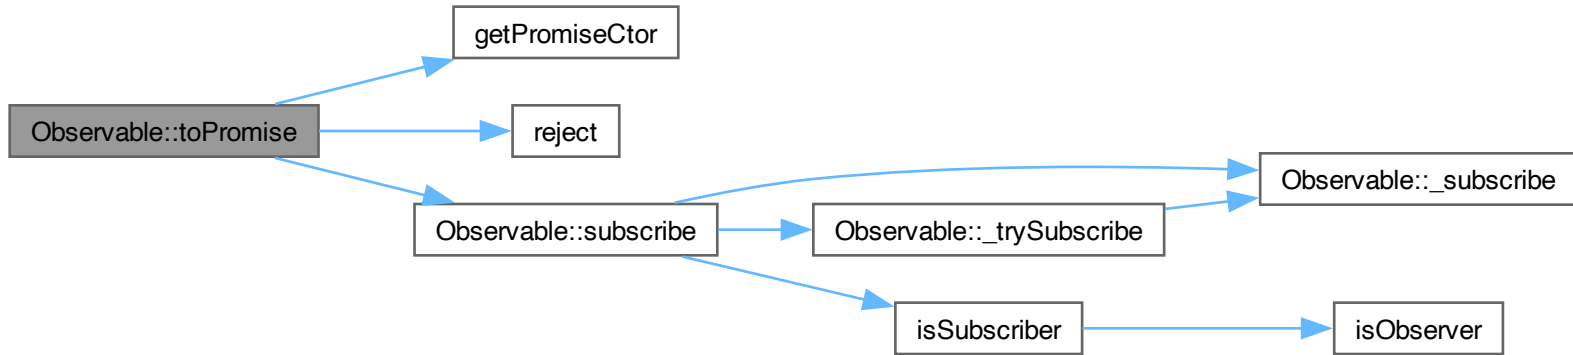 getPromiseCtor
Observable::toPromise
reject
Observable::subscribe
Observable::_trySubscribe
Observable::_subscribe
isSubscriber
isObserver